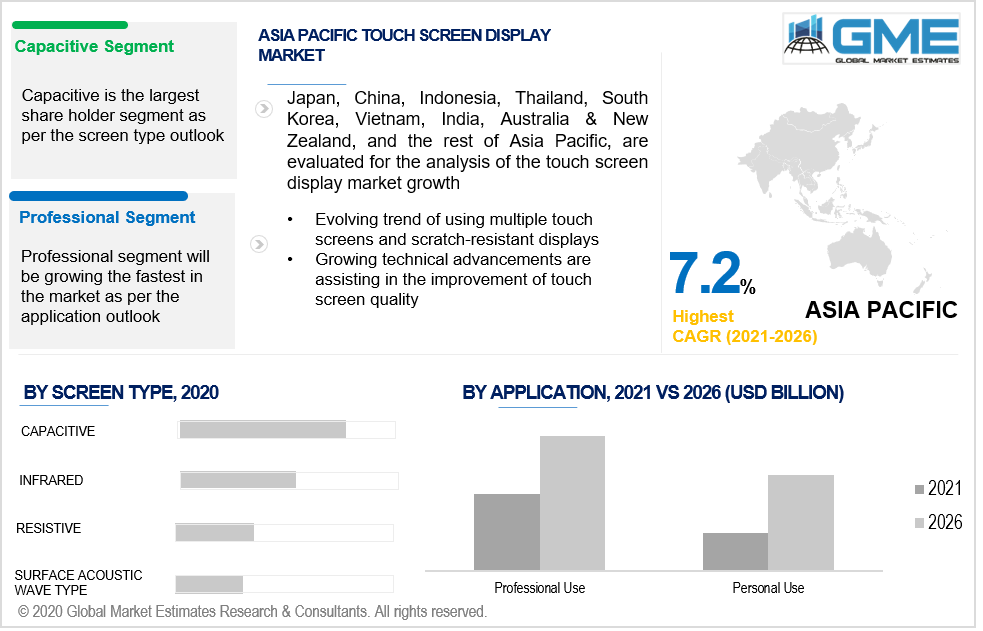 Capacitive Segment
Capacitive is the largest
share holder segment as
per the screen type outlook
Professional Segment
Professional segment will
be growing the fastest in
the market as per the
application outlook
ASIA PACIFIC TOUCH SCREEN DISPLAY
MARKET
Japan, China, Indonesia, Thailand, South
Korea, Vietnam, India, Australia & New
Zealand, and the rest of Asia Pacific, are
evaluated for the analysis of the touch screen
display market growth
• Evolving trend of using multiple touch
screens and scratch-resistant displays
• Growing technical advancements are
assisting in the improvement of touch
screen quality
GME
GLOBAL MARKET ESTIMATES
7.2%
Highest
CAGR (2021-2026)
ASIA PACIFIC
BY SCREEN TYPE, 2020
CAPACITIVE
INFRARED
RESISTIVE
SURFACE ACOUSTIC
WAVE TYPE
BY APPLICATION, 2021 VS 2026 (USD BILLION)
Professional Use
Personal Use
2021
2026
© 2020 Global Market Estimates Research & Consultants. All rights reserved.